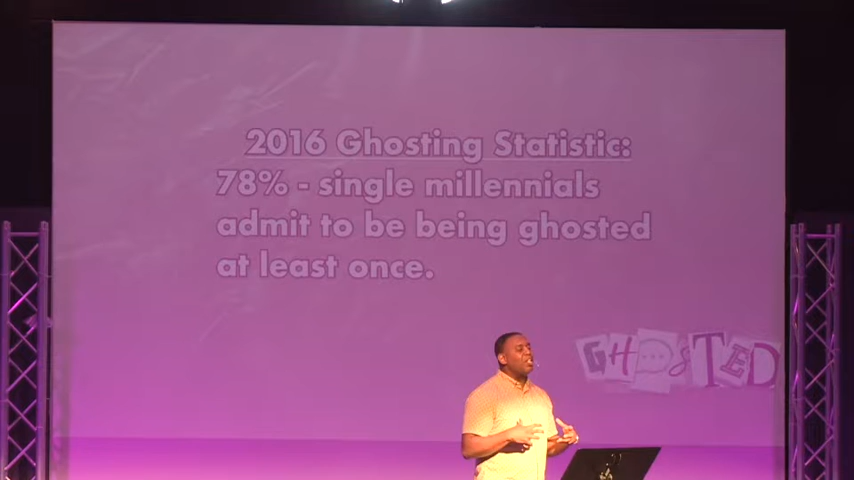 2016 Ghosting Statistic:
78% - single millennials
admit to be being ghosted
at least once.
GHOSTED